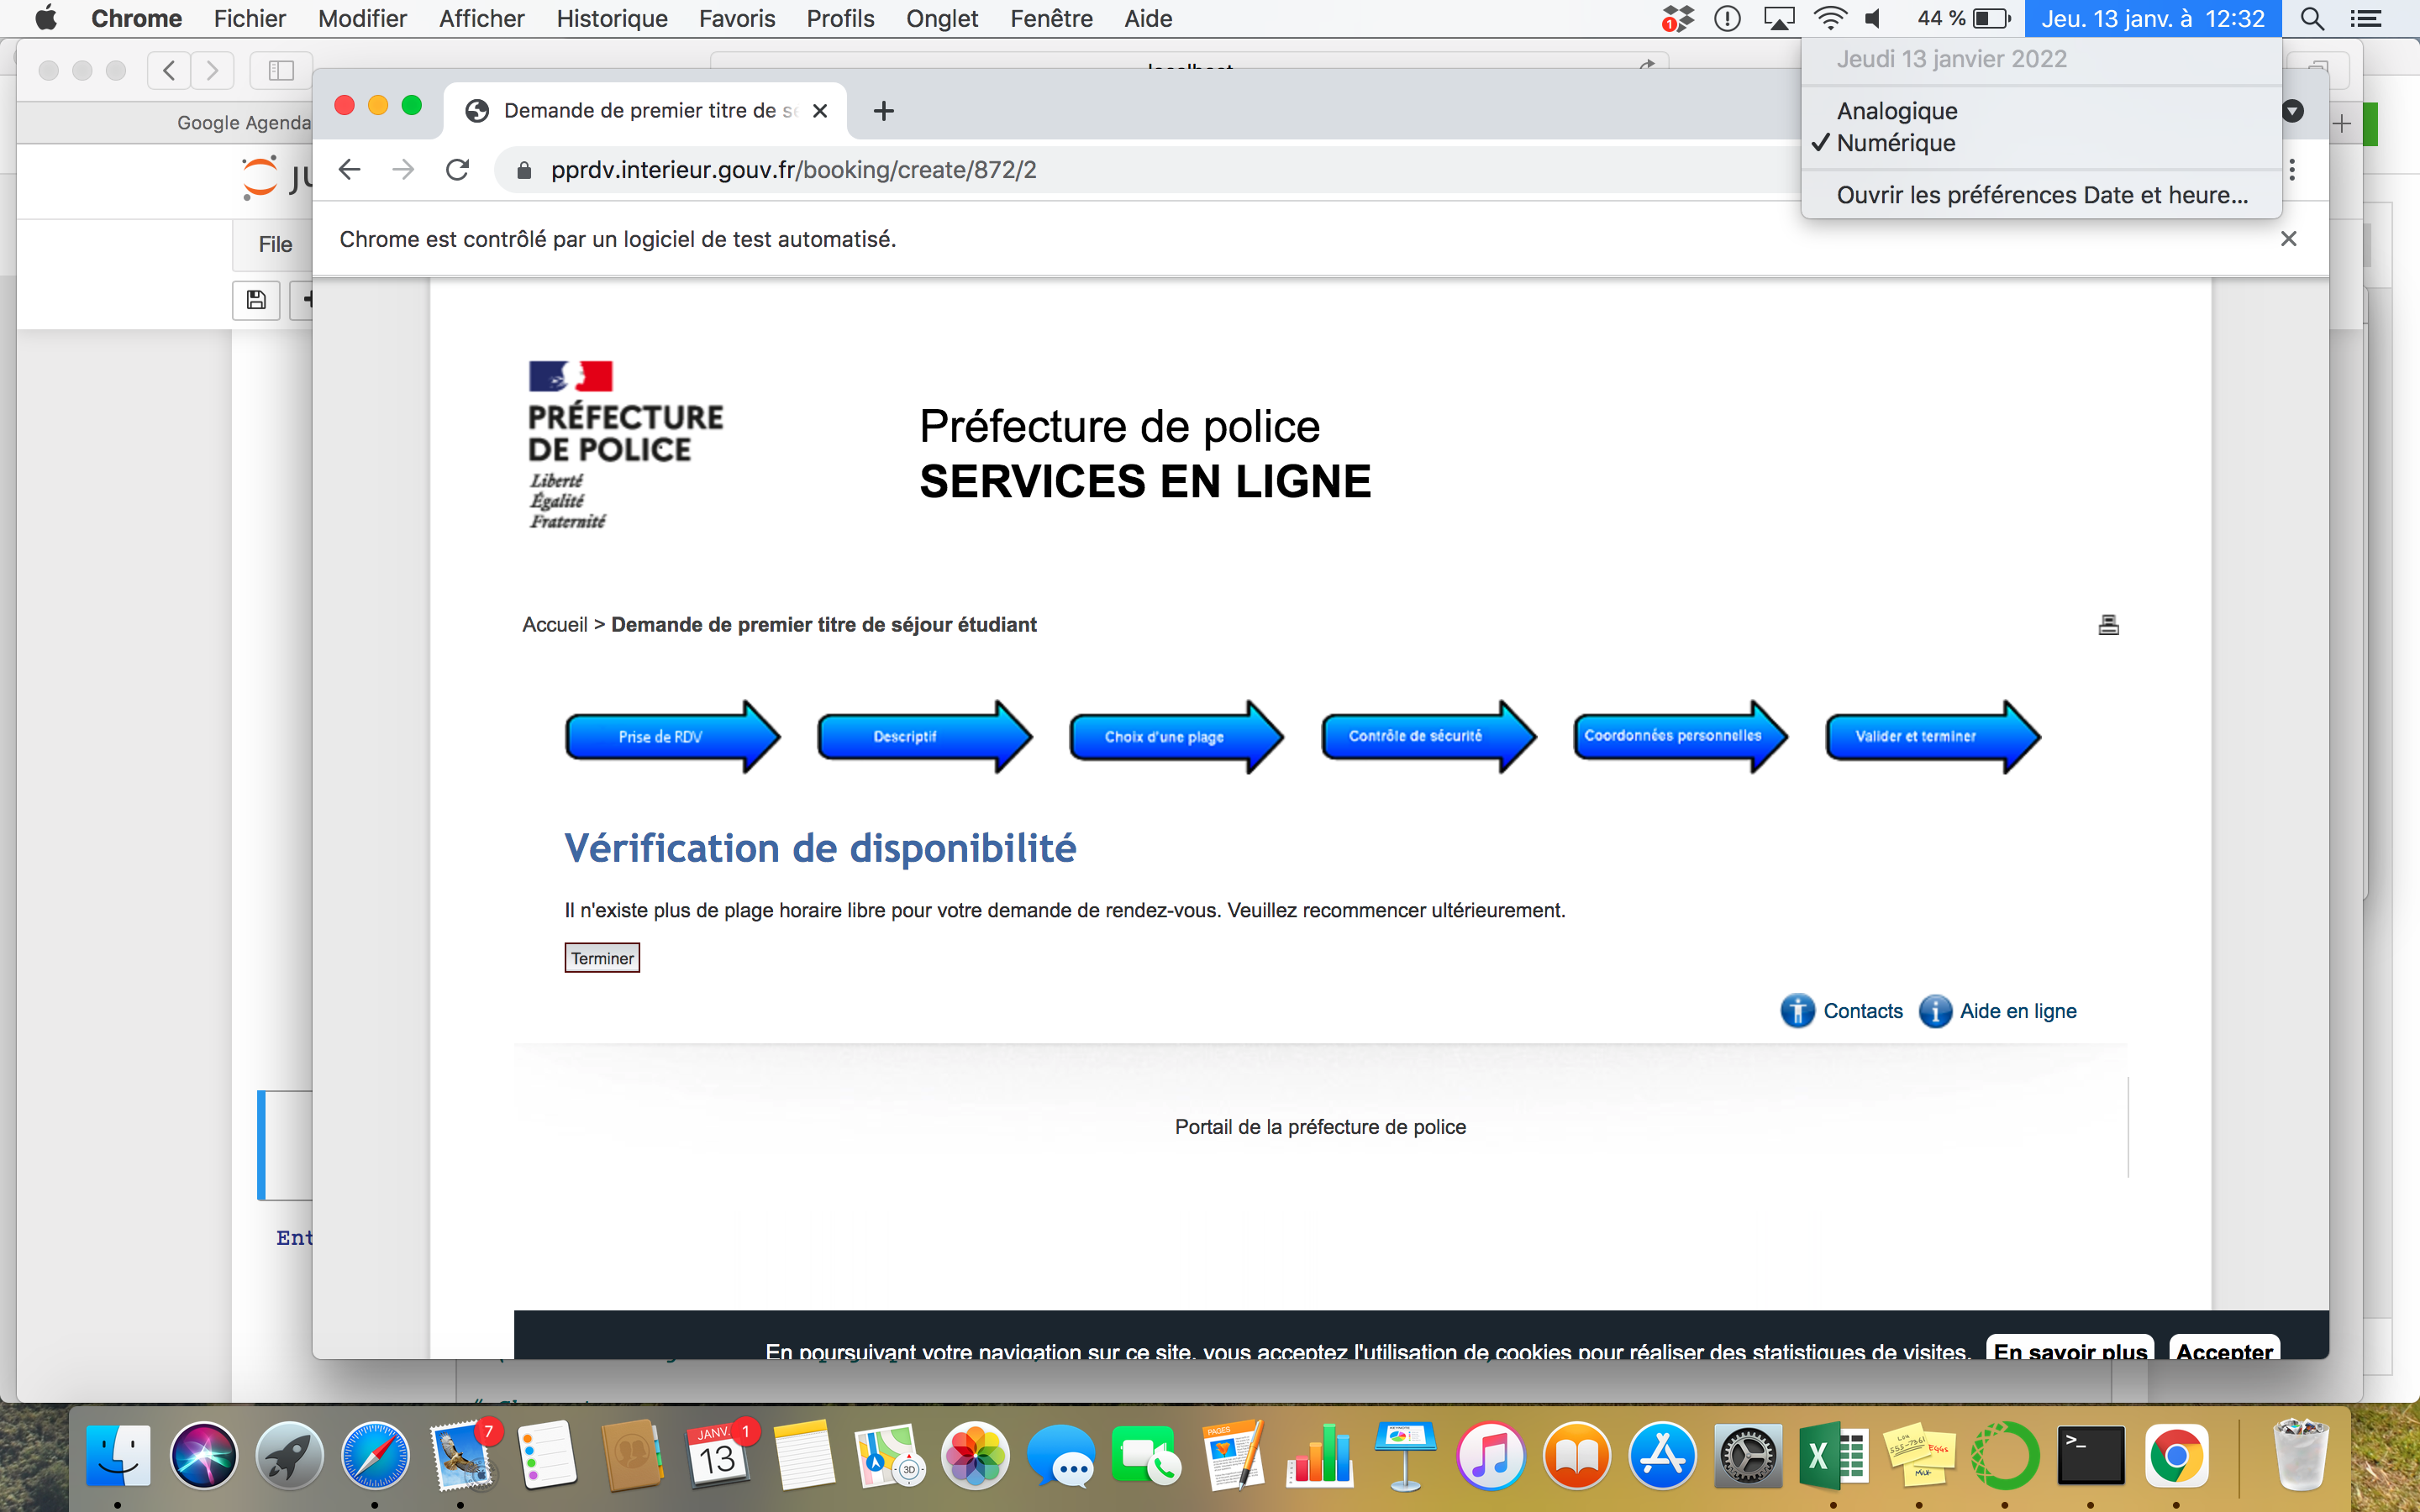 Chrome Fichier Modifier Afficher Historique Favoris Profils Onglet Fenêtre Aide 1 44 % Jeu. 13 janv. à 12:32
Jeudi 13 janvier 2022
Analogique
✓ Numérique
Ouvrir les préférences Date et heure...
localhost
Google Agenda
Demande de premier titre de s
pprdv.interieur.gouv.fr/booking/create/872/2
File
Chrome est contrôlé par un logiciel de test automatisé.
PRÉFECTURE
DE POLICE
Liberté
Égalité
Fraternité
Préfecture de police
SERVICES EN LIGNE
Accueil > Demande de premier titre de séjour étudiant
Prise de RDV
Descriptif
Choix d'une plage
Contrôle de sécurité
Coordonnées personnelles
Valider et terminer
Vérification de disponibilité
Il n'existe plus de plage horaire libre pour votre demande de rendez-vous. Veuillez recommencer ultérieurement.
Terminer
Contacts Aide en ligne
Portail de la préfecture de police
Ent
En poursuivant votre navigation sur ce site, vous acceptez l'utilisation de cookies pour réaliser des statistiques de visites. En savoir plus Accepter
7
JANV. 1
13
3D
PAGES
X
EGGS
MILK
>_